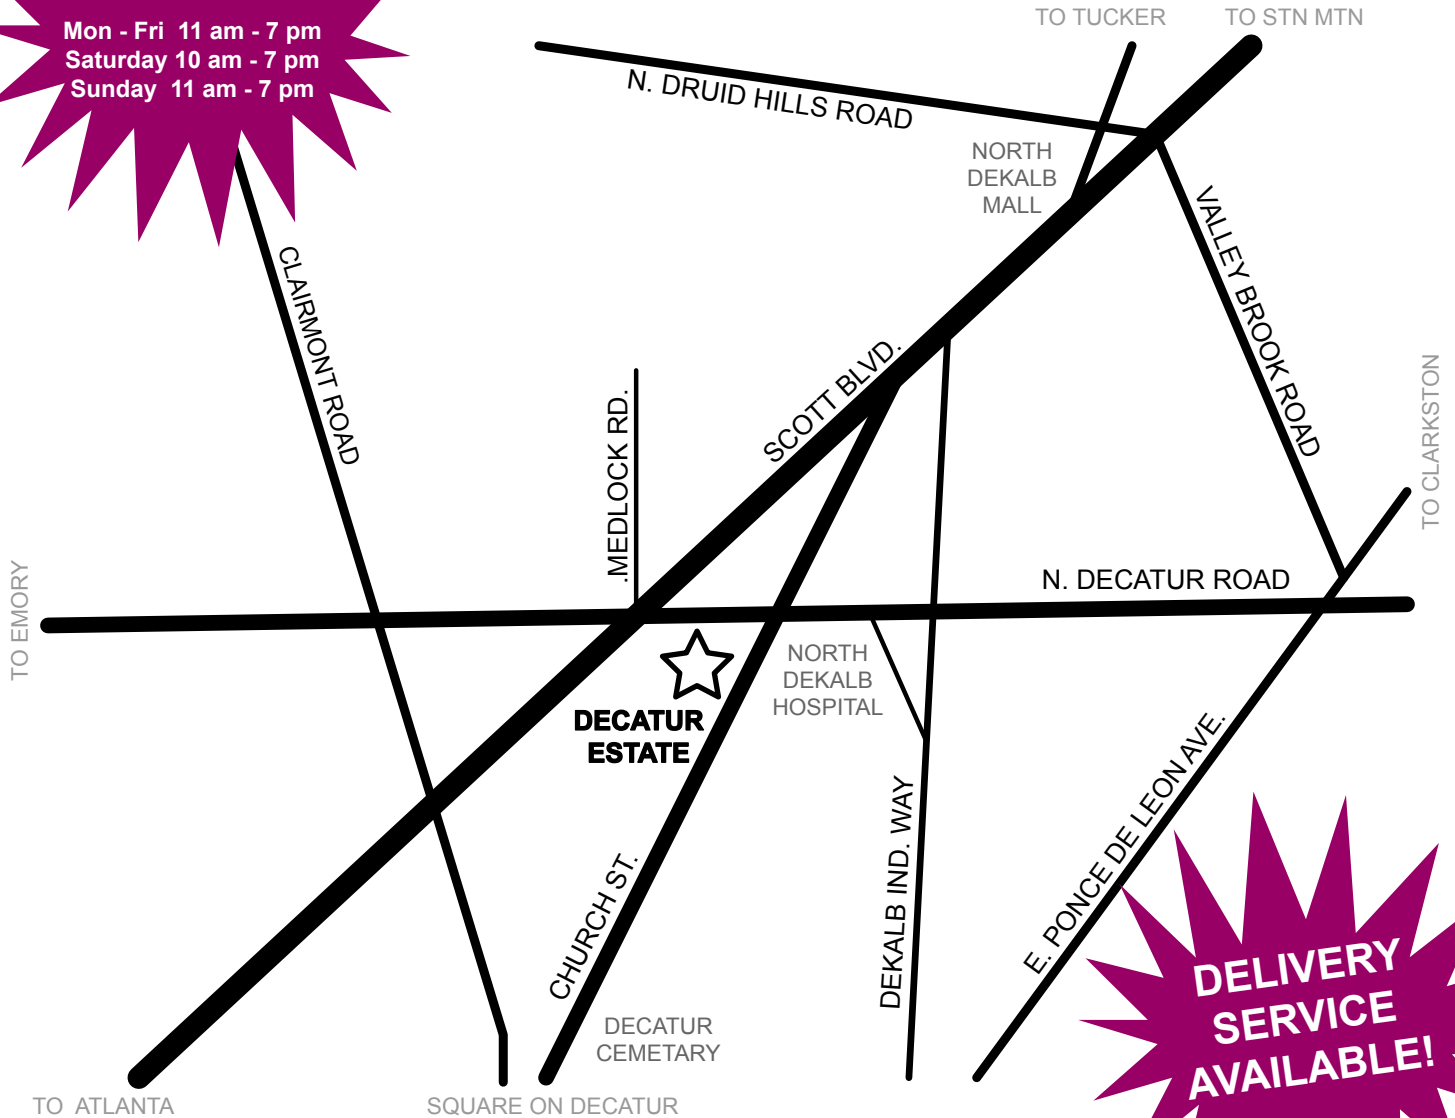 Mon - Fri 11 am - 7 pm
Saturday 10 am - 7 pm
Sunday 11 am - 7 pm
TO TUCKER
TO STN MTN
N. DRUID HILLS ROAD
NORTH
DEKALB
MALL
VALLEY BROOK ROAD
CLAIRMONT ROAD
SCOTT BLVD.
.MEDLOCK RD.
TO CLARKSTON
TO EMORY
N. DECATUR ROAD
NORTH
DEKALB
HOSPITAL
DECATUR
ESTATE
E. PONCE DE LEON AVE.
DEKALB IND. WAY
CHURCH ST.
DECATUR
CEMETARY
DELIVERY
SERVICE
AVAILABLE!
TO ATLANTA
SQUARE ON DECATUR